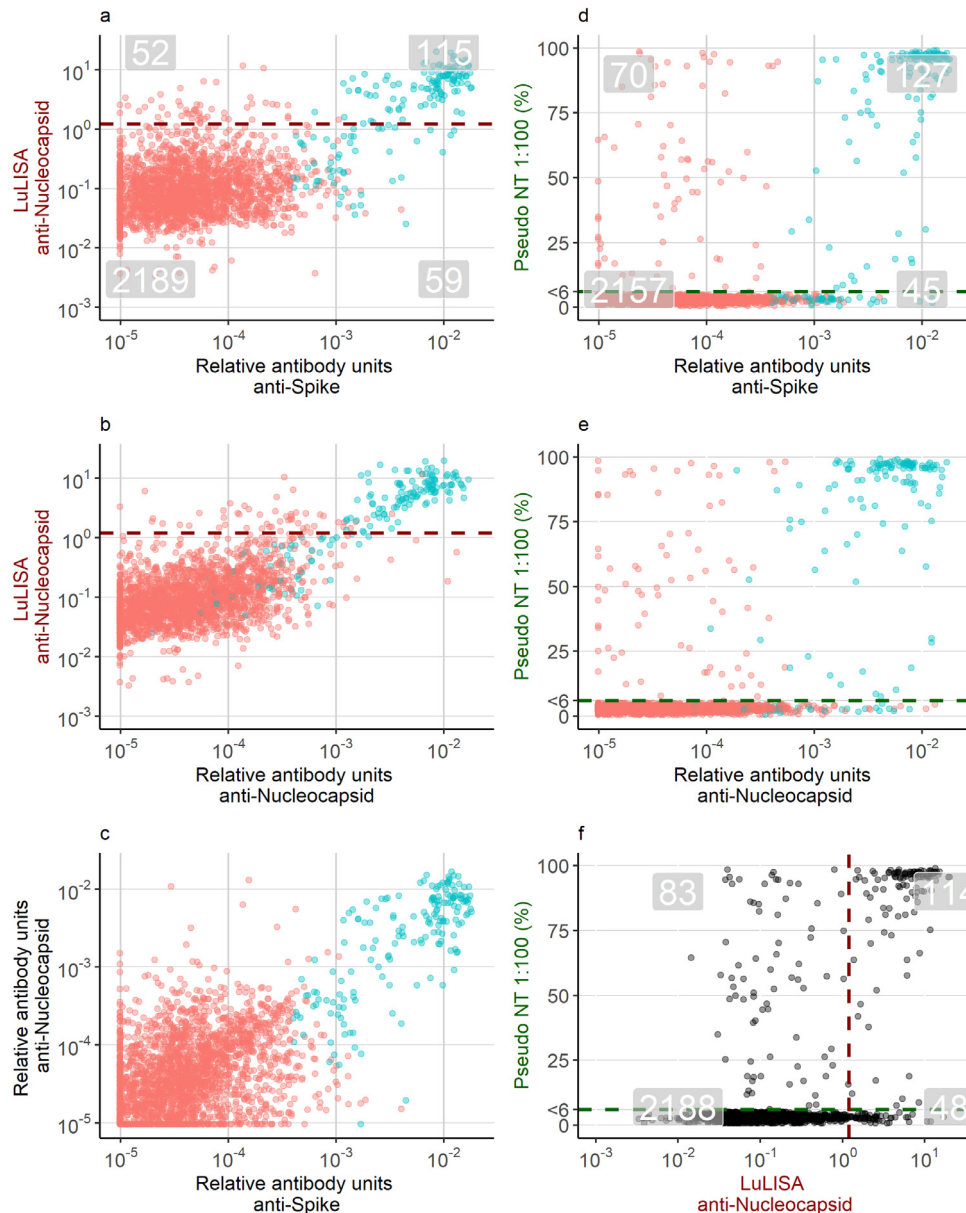 a
52
115
2189
59
10^1
10^0
10^-1
10^-2
10^-3
LuLISA
anti-Nucleocapsid
10^-5 10^-4 10^-3 10^-2
Relative antibody units
anti-Spike
d
70
127
2157
45
100
75
50
25
<6
0
Pseudo NT 1:100 (%)
10^-5 10^-4 10^-3 10^-2
Relative antibody units
anti-Spike
b
10^1
10^0
10^-1
10^-2
10^-3
LuLISA
anti-Nucleocapsid
10^-5 10^-4 10^-3 10^-2
Relative antibody units
anti-Nucleocapsid
e
100
75
50
25
<6
0
Pseudo NT 1:100 (%)
10^-5 10^-4 10^-3 10^-2
Relative antibody units
anti-Nucleocapsid
c
10^-2
10^-3
10^-4
10^-5
Relative antibody units
anti-Nucleocapsid
10^-5 10^-4 10^-3 10^-2
Relative antibody units
anti-Spike
f
83
114
2188
48
100
75
50
25
<6
0
Pseudo NT 1:100 (%)
10^-3 10^-2 10^-1 10^0 10^1
LuLISA
anti-Nucleocapsid